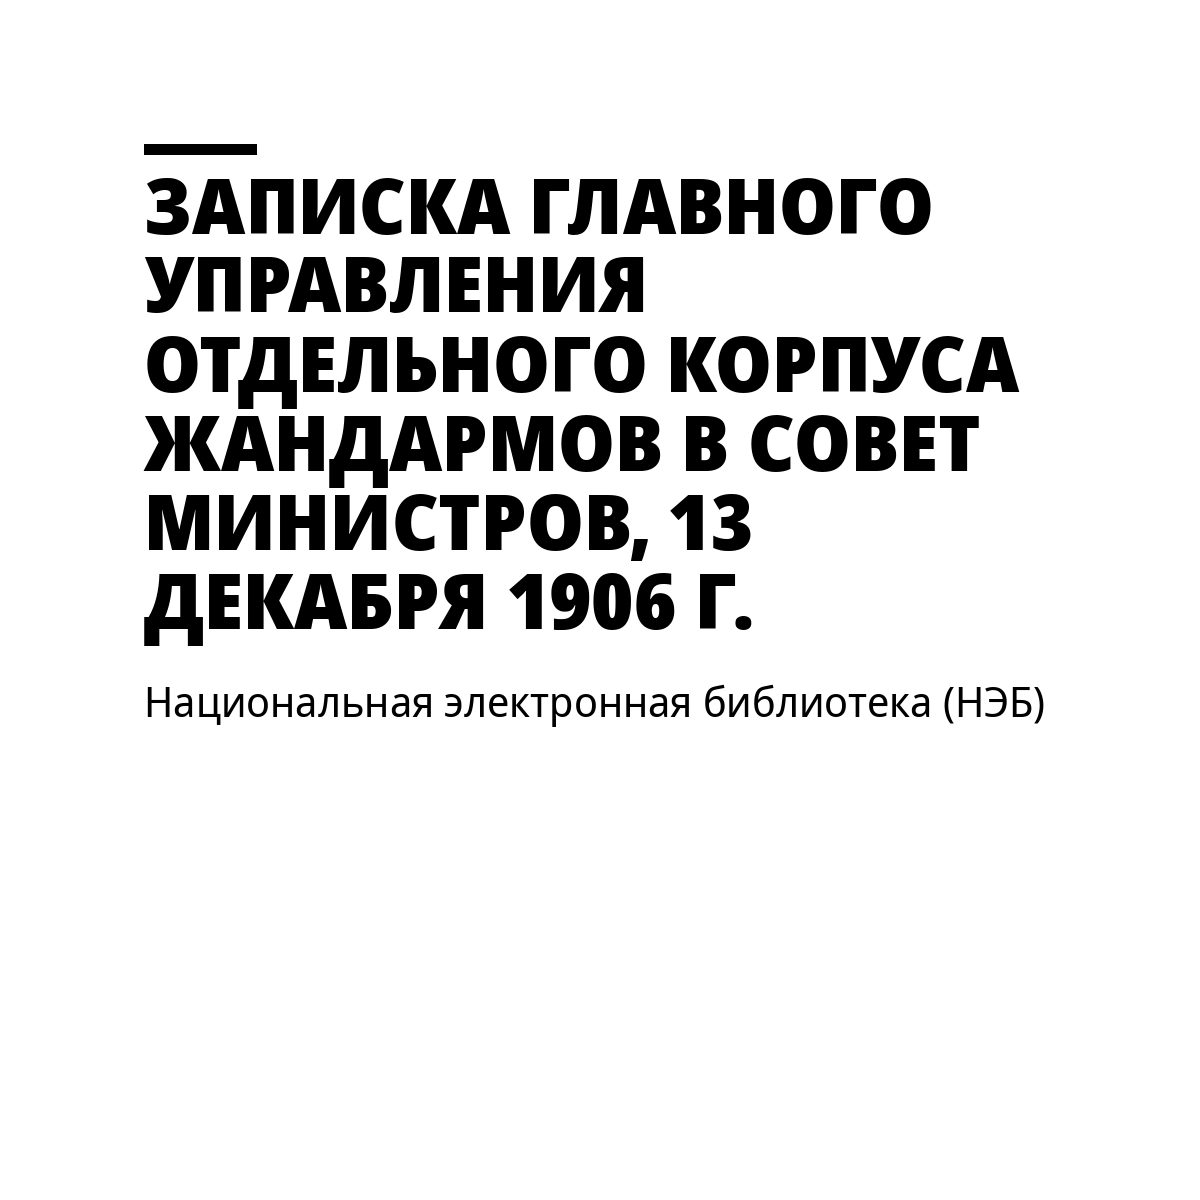 ЗАПИСКА ГЛАВНОГО
УПРАВЛЕНИЯ
ОТДЕЛЬНОГО КОРПУСА
ЖАНДАРМОВ В СОВЕТ
МИНИСТРОВ, 13
ДЕКАБРЯ 1906 Г.
Национальная электронная библиотека (НЭБ)